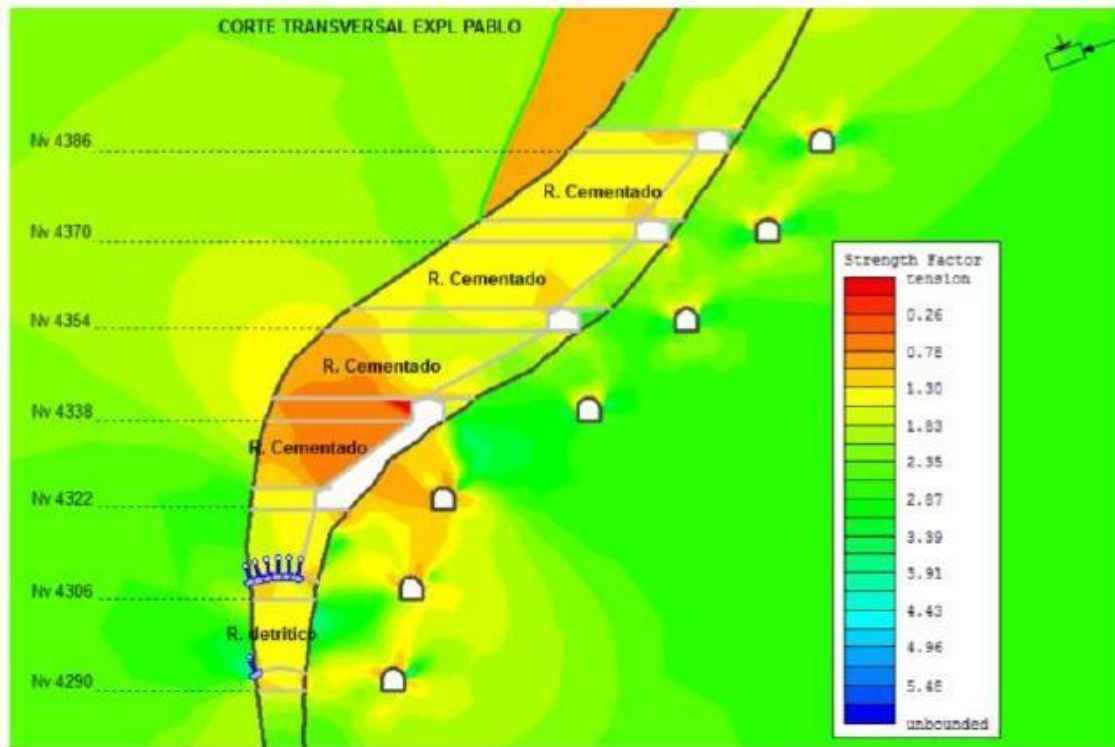 CORTE TRANSVERSAL EXPL PABLO
Nv 4386
R. Cementado
Nv 4370
R. Cementado
Nv 4354
R. Cementado
Nv 4338
R. Cementado
Nv 4322
Nv 4306
R. detritico
Nv 4290
Strength Factor
tension
0.26
0.78
1.30
1.83
2.35
2.87
3.39
3.91
4.43
4.96
5.48
unbounded